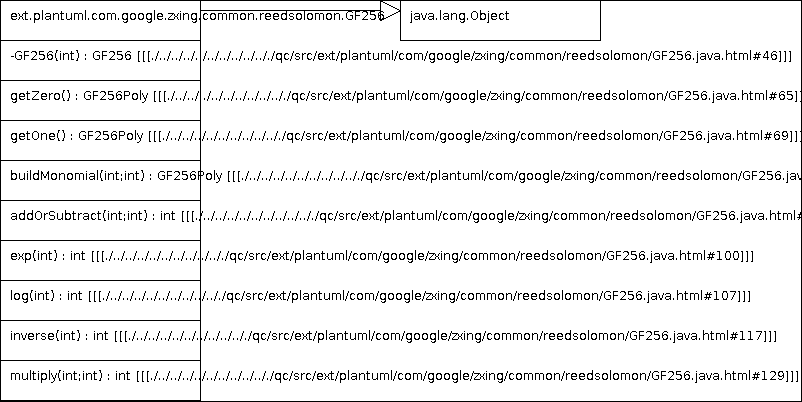 ext.plantuml.com.google.zxing.common.reedsolomon.GF256
java.lang.Object
-GF256(int) : GF256 [[[./../../../../../../../../../../../qc/src/ext/plantuml/com/google/zxing/common/reedsolomon/GF256.java.html#46]]]
getZero() : GF256Poly [[[./../../../../../../../../../../../qc/src/ext/plantuml/com/google/zxing/common/reedsolomon/GF256.java.html#65]]]
getOne() : GF256Poly [[[./../../../../../../../../../../../qc/src/ext/plantuml/com/google/zxing/common/reedsolomon/GF256.java.html#69]]]
buildMonomial(int;int) : GF256Poly [[[./../../../../../../../../../../../qc/src/ext/plantuml/com/google/zxing/common/reedsolomon/GF256.jav
addOrSubtract(int;int) : int [[[./../../../../../../../../../../../qc/src/ext/plantuml/com/google/zxing/common/reedsolomon/GF256.java.html#
exp(int) : int [[[./../../../../../../../../../../../qc/src/ext/plantuml/com/google/zxing/common/reedsolomon/GF256.java.html#100]]]
log(int) : int [[[./../../../../../../../../../../../qc/src/ext/plantuml/com/google/zxing/common/reedsolomon/GF256.java.html#107]]]
inverse(int) : int [[[./../../../../../../../../../../../qc/src/ext/plantuml/com/google/zxing/common/reedsolomon/GF256.java.html#117]]]
multiply(int;int) : int [[[./../../../../../../../../../../../qc/src/ext/plantuml/com/google/zxing/common/reedsolomon/GF256.java.html#129]]]